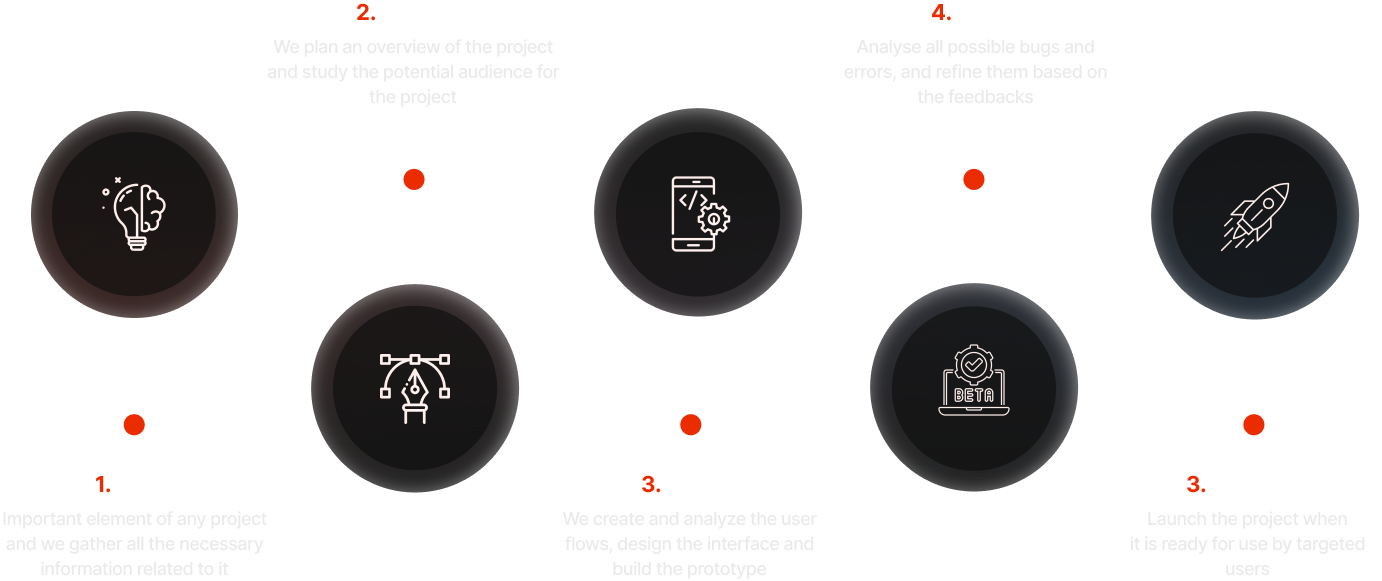 1.
Important element of any project
and we gather all the necessary
information related to it
2.
We plan an overview of the project
and study the potential audience for
the project
3.
We create and analyze the user
flows, design the interface and
build the prototype
4.
Analyse all possible bugs and
errors, and refine them based on
the feedbacks
BETA
3.
Launch the project when
it is ready for use by targeted
users